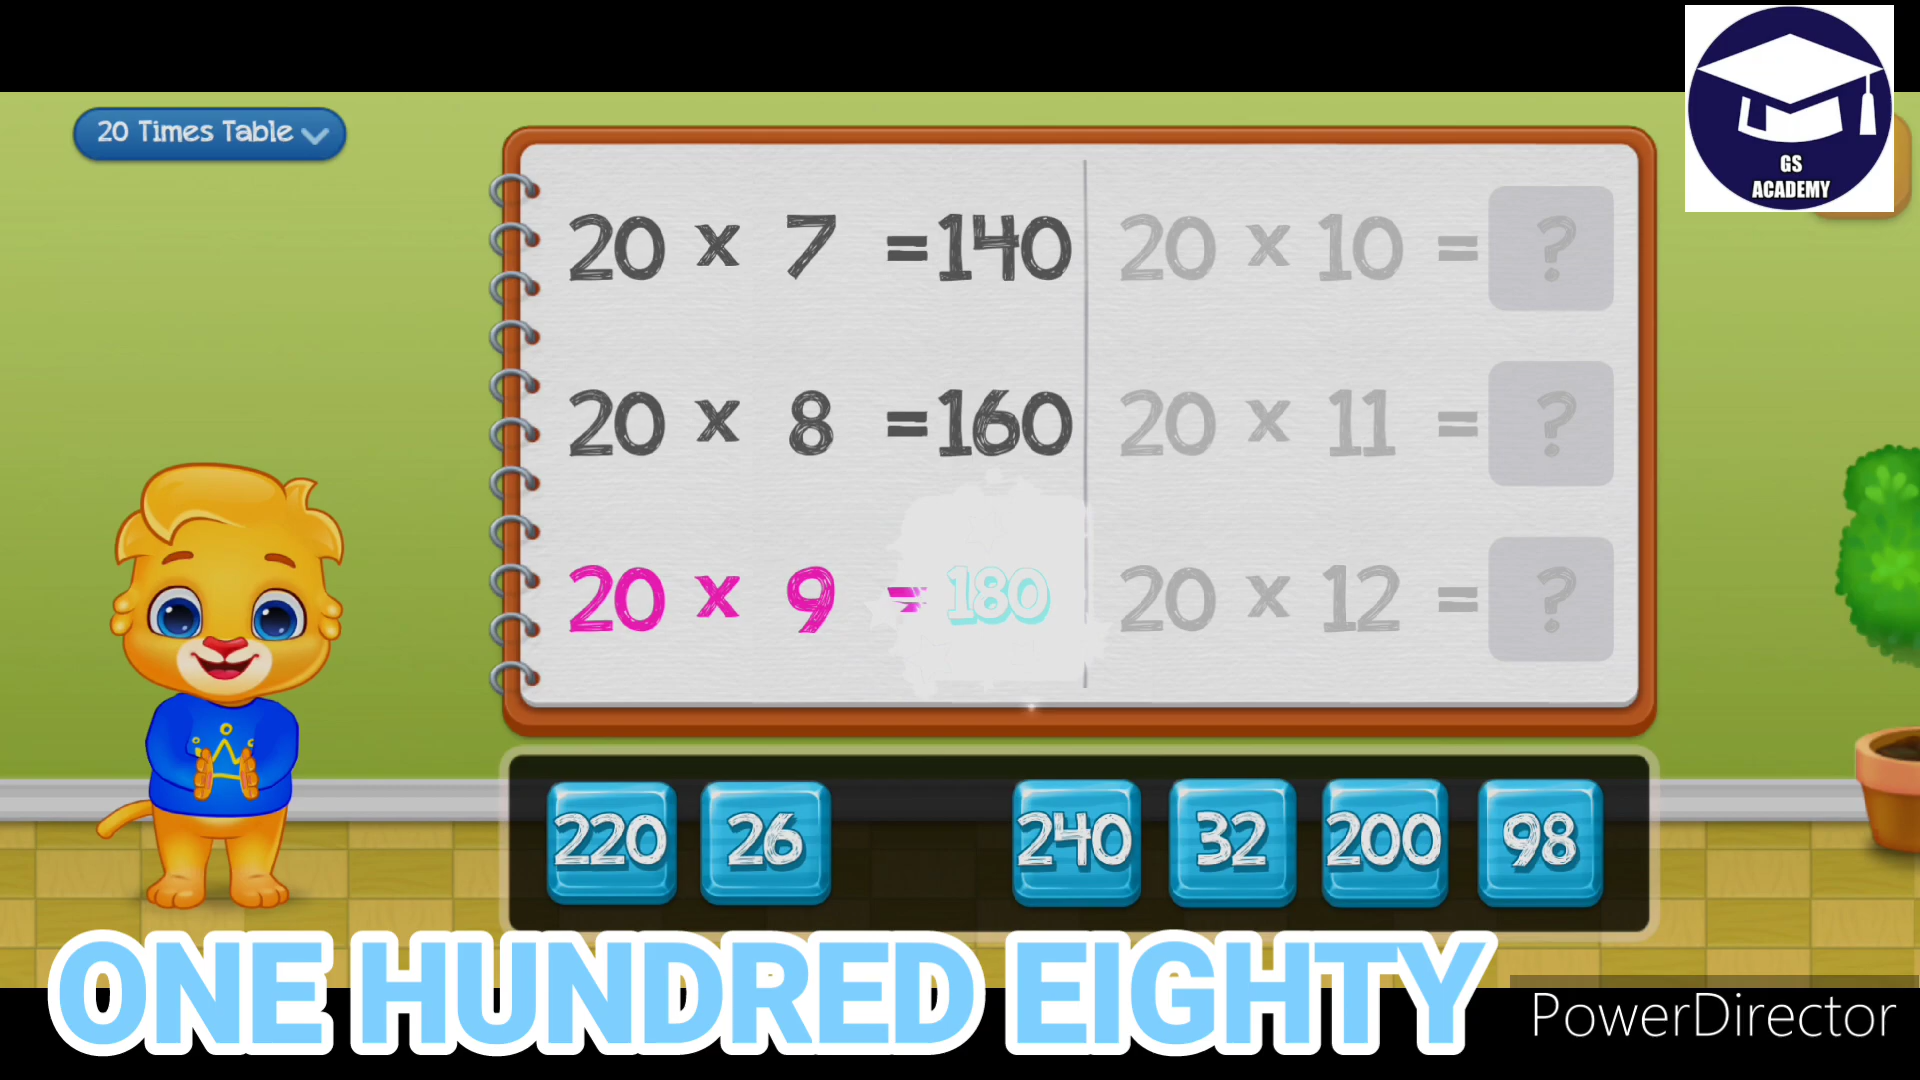 GS
ACADEMY
20 Times Table
20 x 7 =140
20 x 8 =160
20 x 9 = 180
20 x 10 = ?
20 x 11 = ?
20 x 12 = ?
220 26 240 32 200 98
ONE HUNDRED EIGHTY
PowerDirector